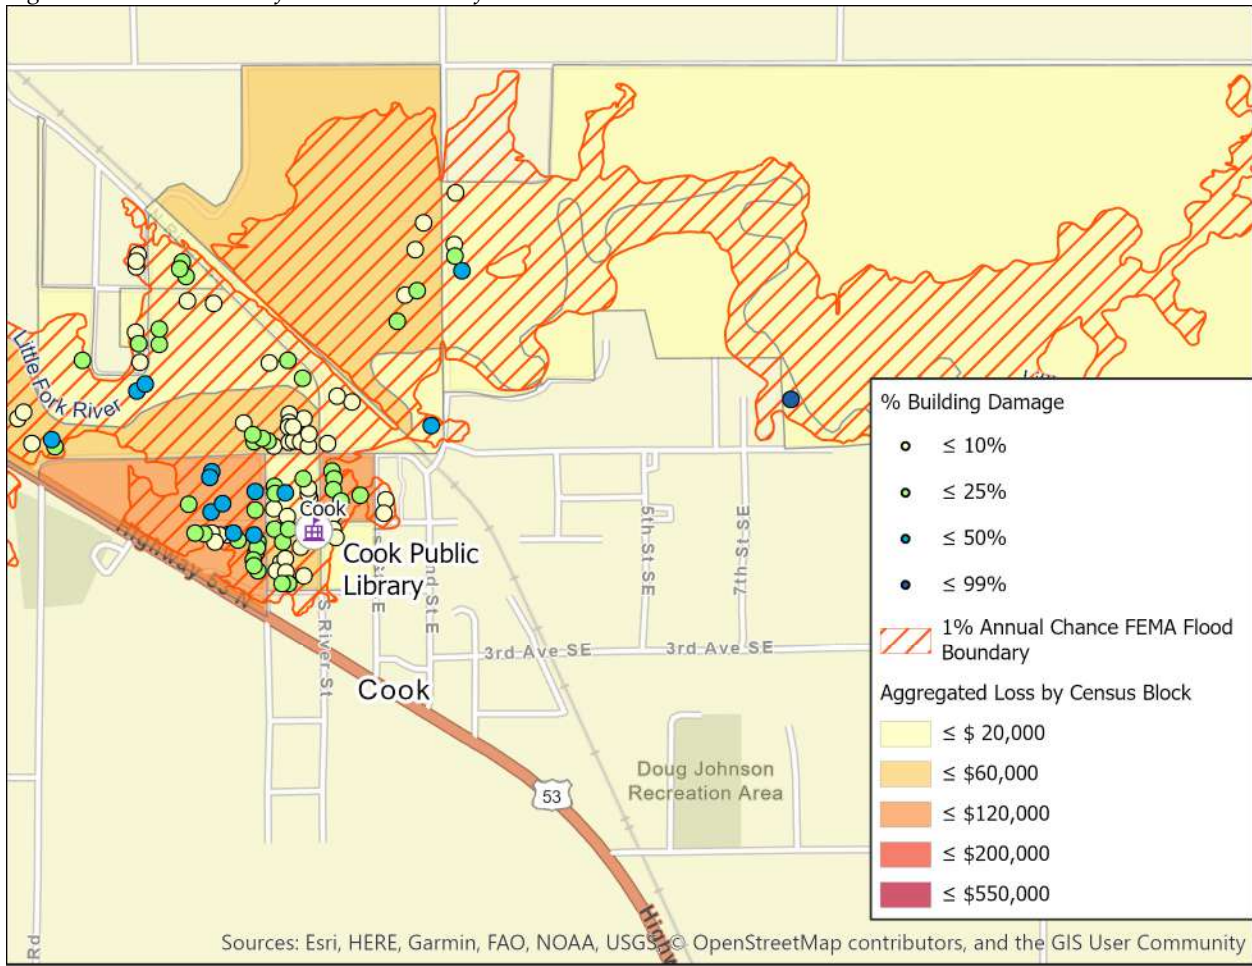 Little Fork River
Cook
Cook Public
Library
Highway 53 N
S River St
5th St SE
7th St SE
3rd Ave SE
3rd Ave SE
Cook
53
Doug Johnson
Recreation Area
Rd
% Building Damage
≤ 10%
≤ 25%
≤ 50%
≤ 99%
1% Annual Chance FEMA Flood
Boundary
Aggregated Loss by Census Block
≤ $ 20,000
≤ $60,000
≤ $120,000
≤ $200,000
≤ $550,000
Sources: Esri, HERE, Garmin, FAO, NOAA, USGS, © OpenStreetMap contributors, and the GIS User Community